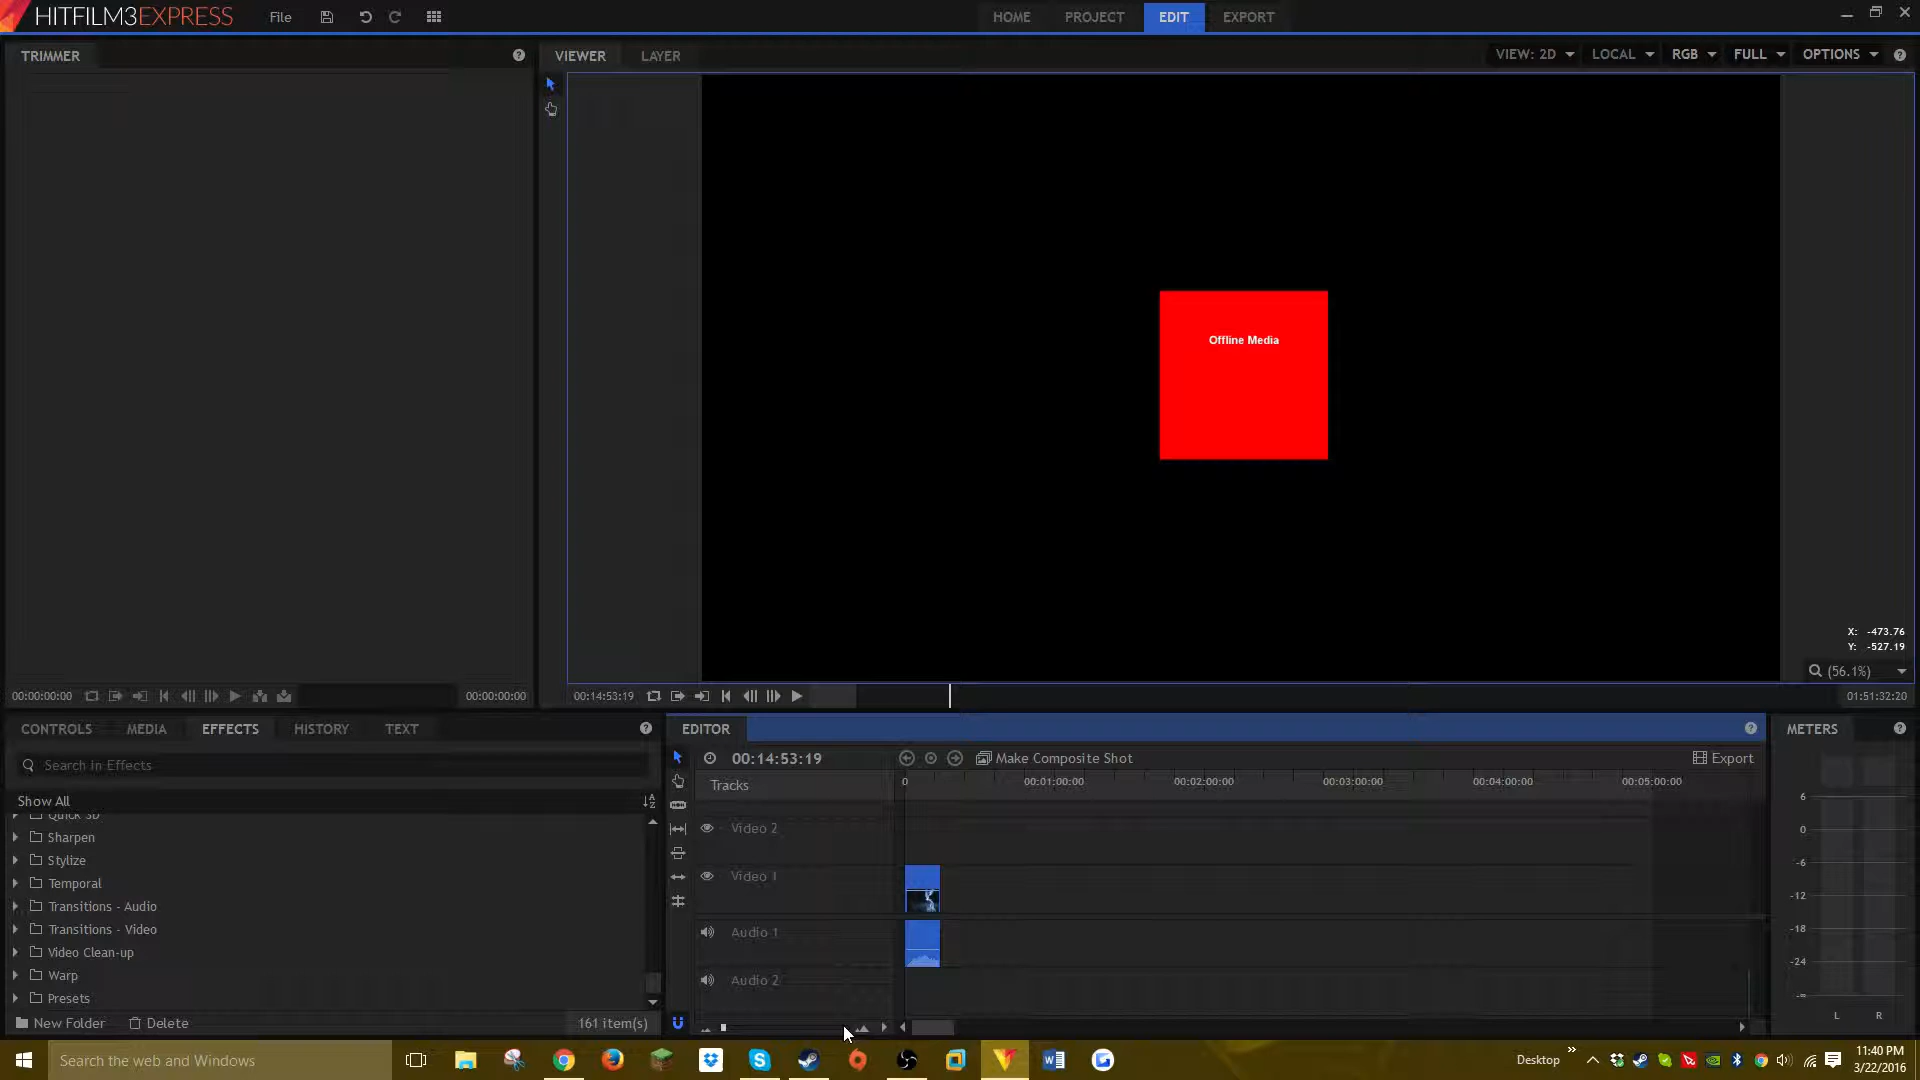 HITFILM3EXPRESS File HOME PROJECT EDIT EXPORT
TRIMMER
VIEWER LAYER VIEW: 2D LOCAL RGB FULL OPTIONS
Offline Media
X: -473.76
Y: -527.19
(56.1%)
00:00:00:00 00:00:00:00
00:14:53:19 01:51:32:20
CONTROLS MEDIA EFFECTS HISTORY TEXT
Search In Effects
Show All
Quick 3D
Sharpen
Stylize
Temporal
Transitions - Audio
Transitions - Video
Video Clean-up
Warp
Presets
New Folder Delete 161 item(s)
EDITOR
00:14:53:19 Make Composite Shot Export
Tracks 0 00:01:00:00 00:02:00:00 00:03:00:00 00:04:00:00 00:05:00:00
Video 2
Video 1
Audio 1
Audio 2
METERS
6
0
-6
-12
-18
-24
-∞
L R
Search the web and Windows
Desktop
11:40 PM
3/22/2016